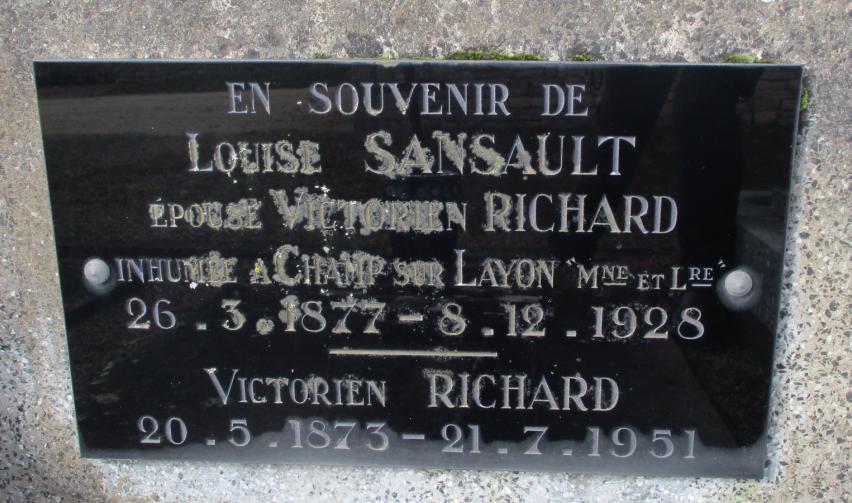 EN SOUVENIR DE
LOUISE SANSAULT
ÉPOUSE VICTORIEN RICHARD
INHUMÉE A CHAMP SUR LAYON "MNE ET LRE"
26.3.1877-8.12.1928
VICTORIEN RICHARD
20.5.1873-21.7.1951